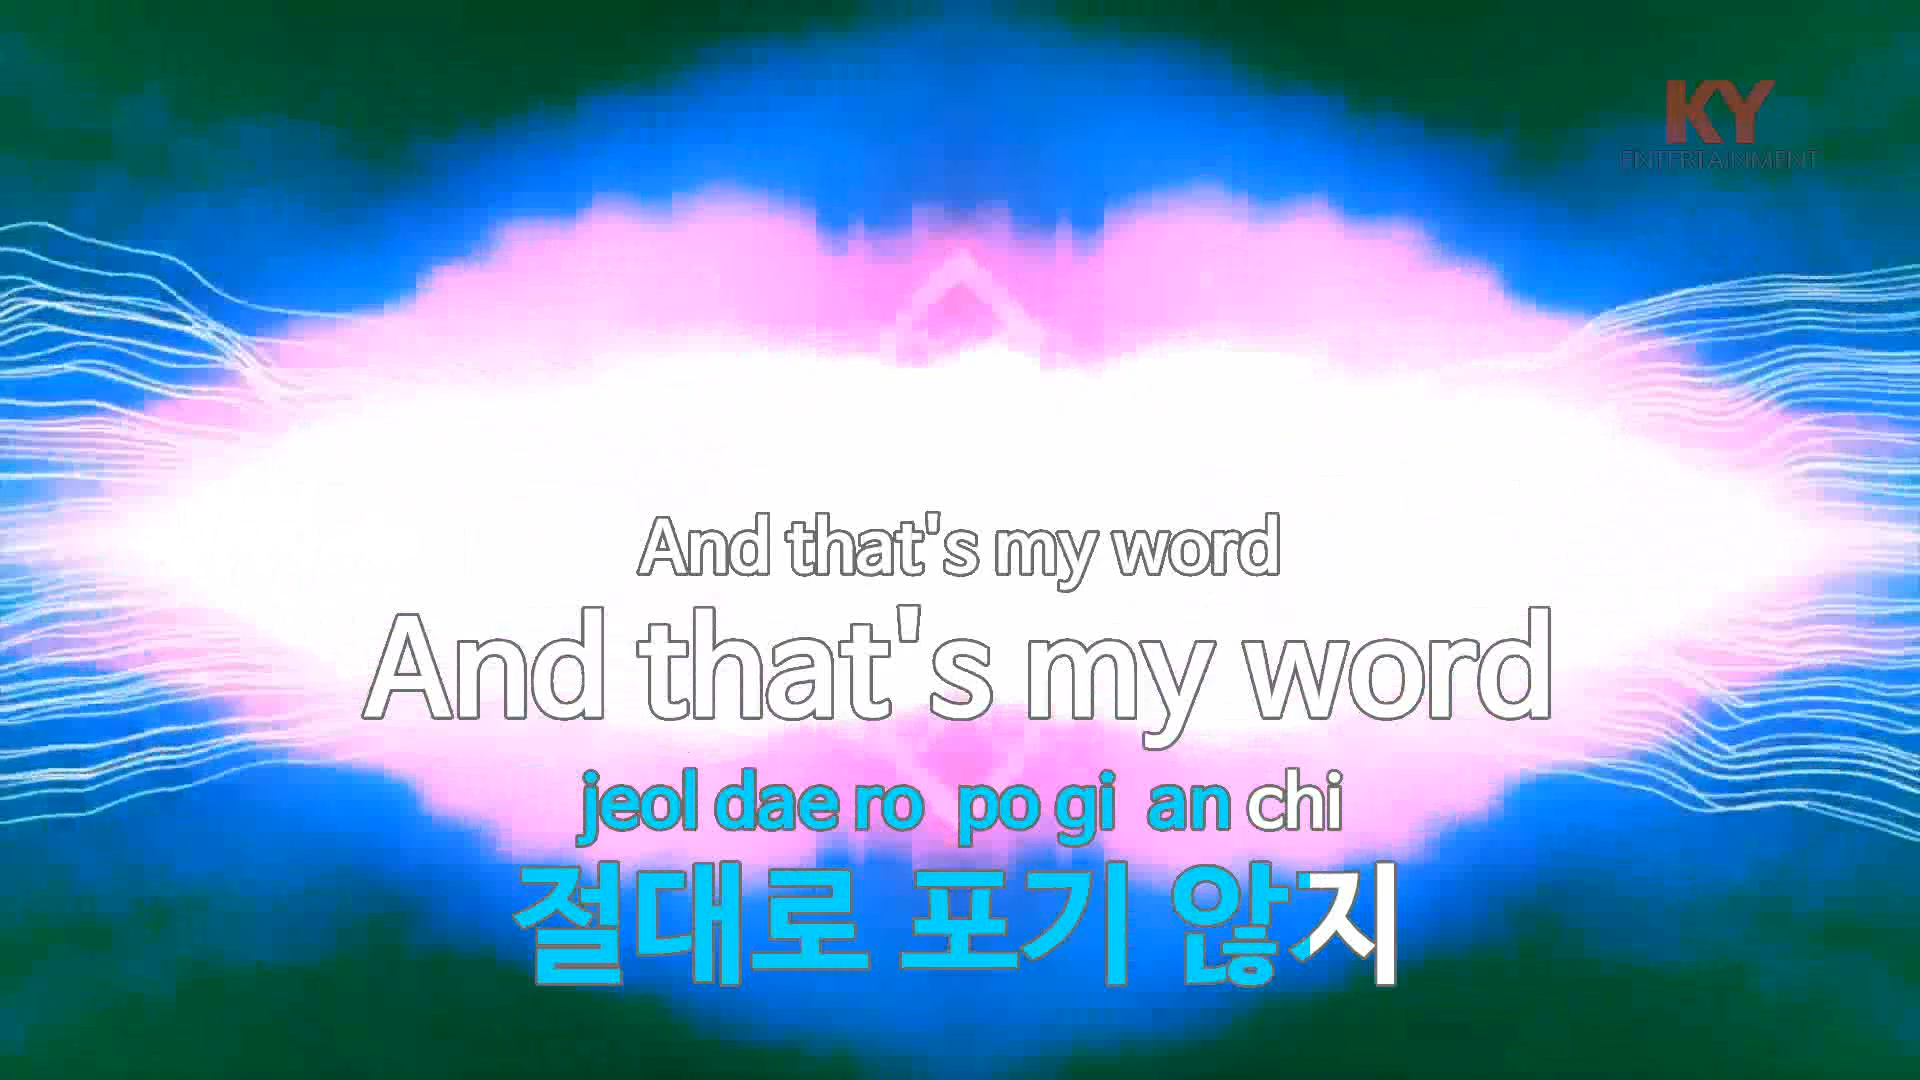 KY
ENTERTAINMENT
And that's my word
And that's my word
jeol dae ro po gi an chi
절대로 포기 않지